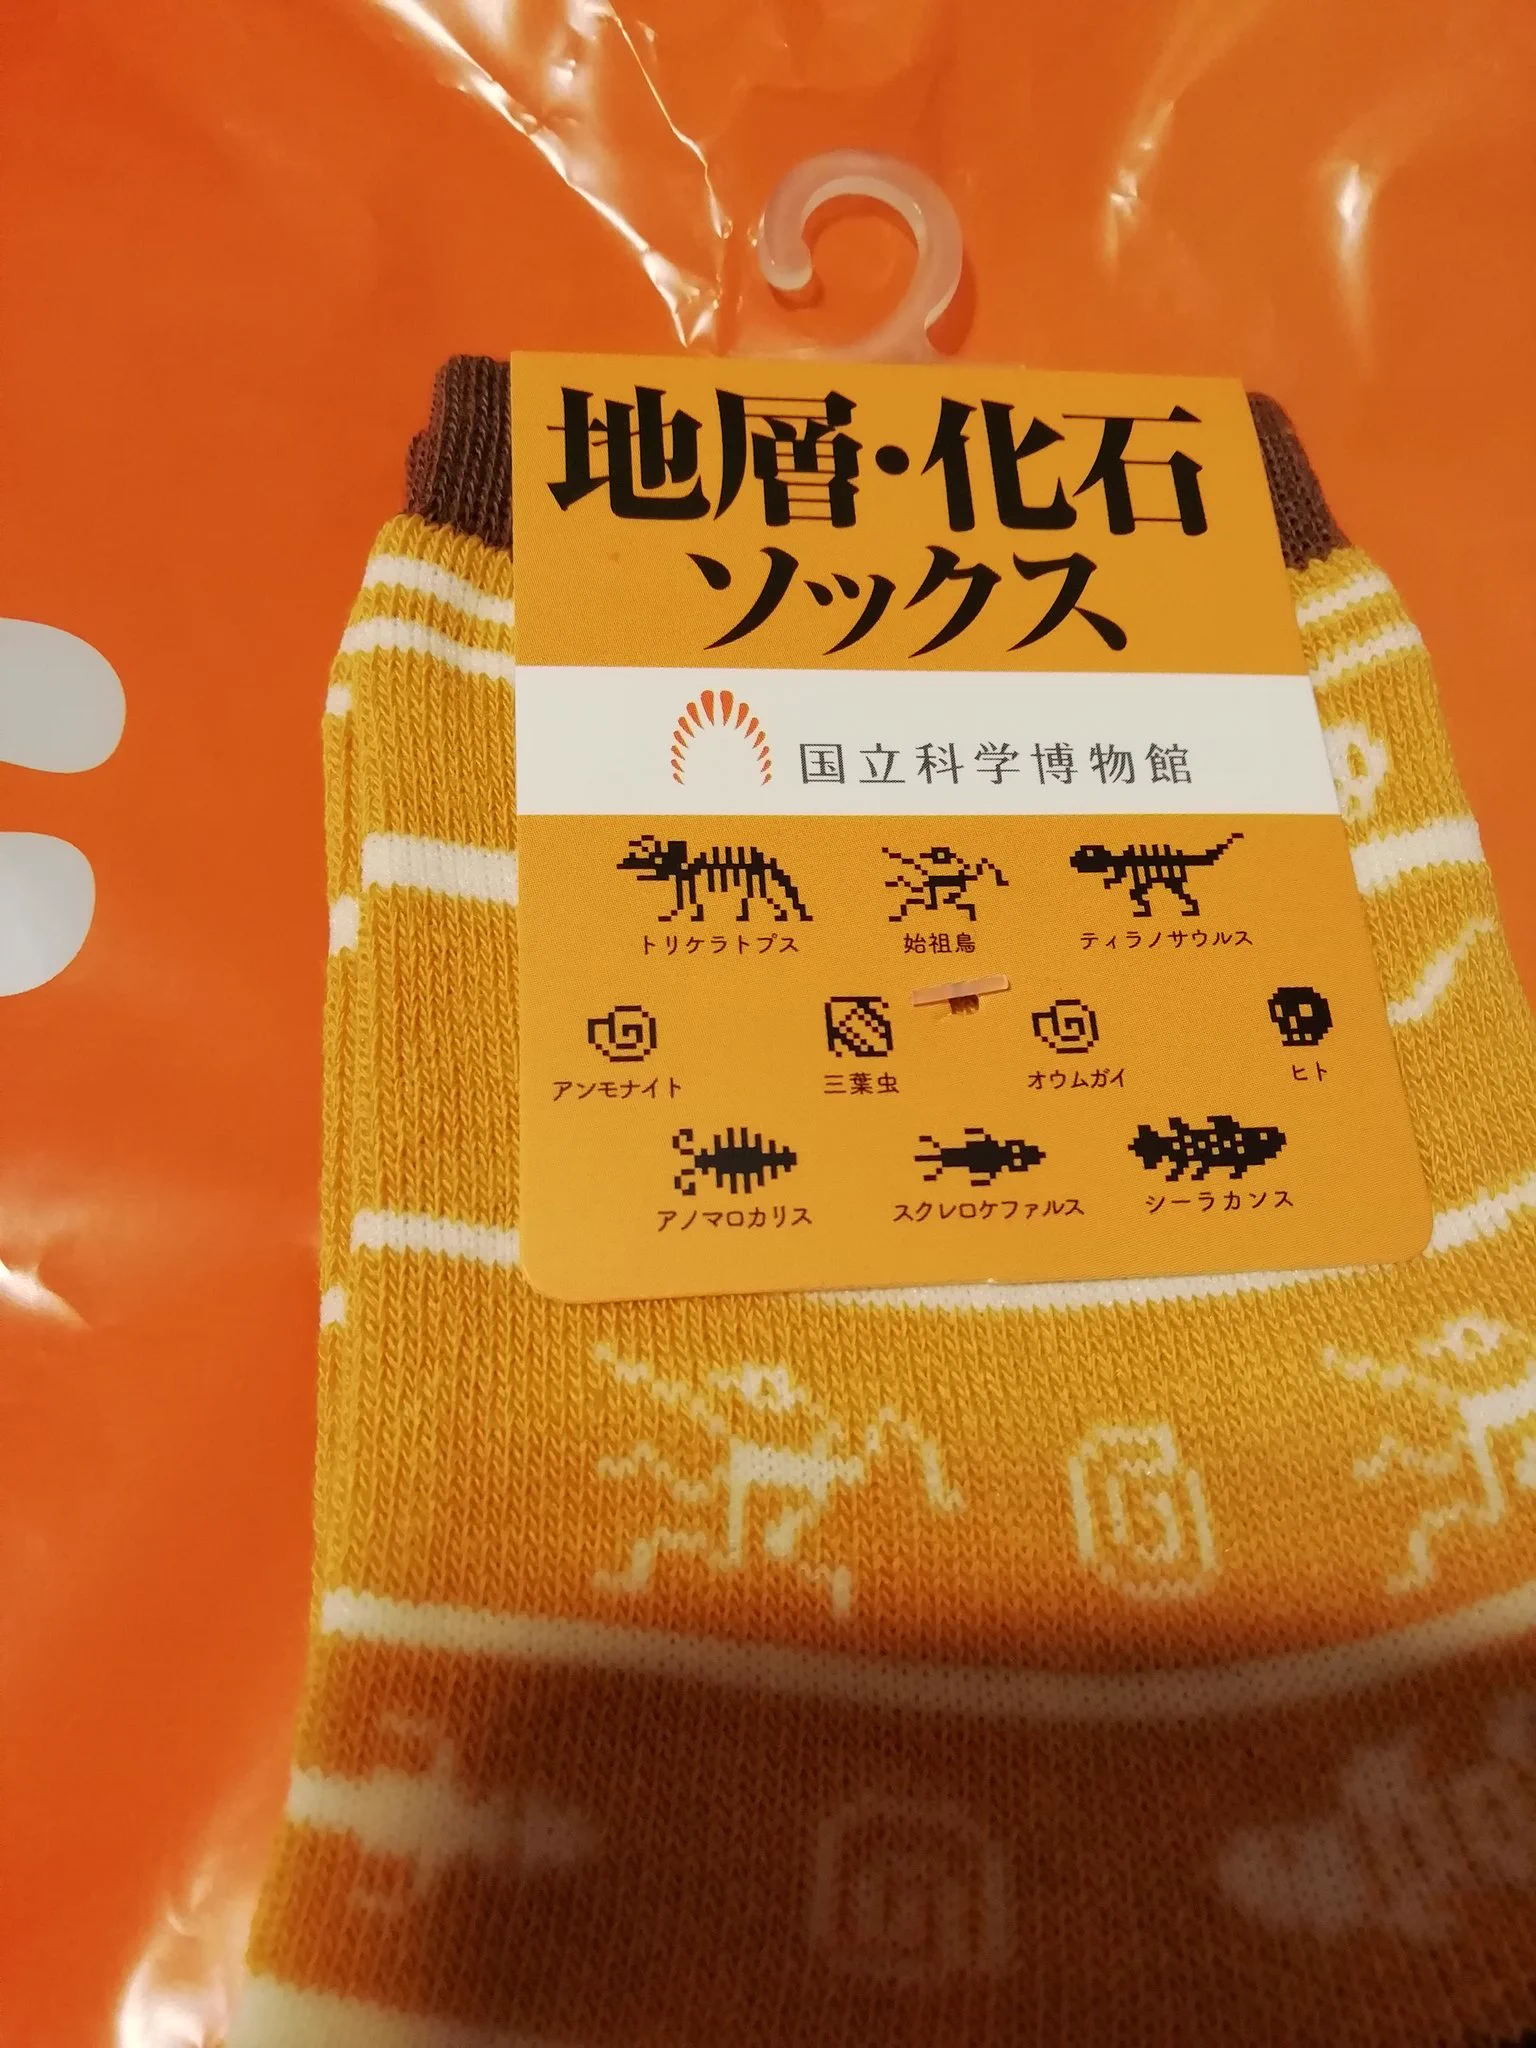 地層・化石
ソックス
国立科学博物館
トリケラトプス 始祖鳥 ティラノサウルス
アンモナイト 三葉虫 オウムガイ ヒト
アノマロカリス スクレロケファルス シーラカンス